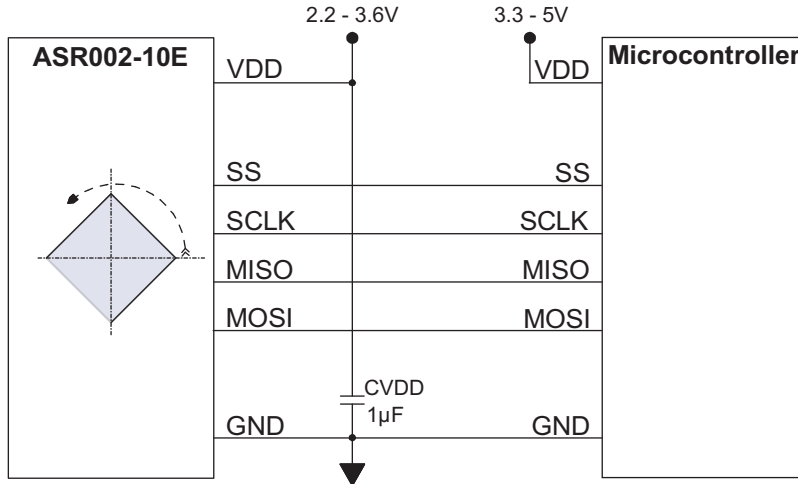 2.2 - 3.6V
3.3 - 5V
ASR002-10E
VDD
VDD
Microcontroller
SS
SS
SCLK
SCLK
MISO
MISO
MOSI
MOSI
CVDD
1µF
GND
GND